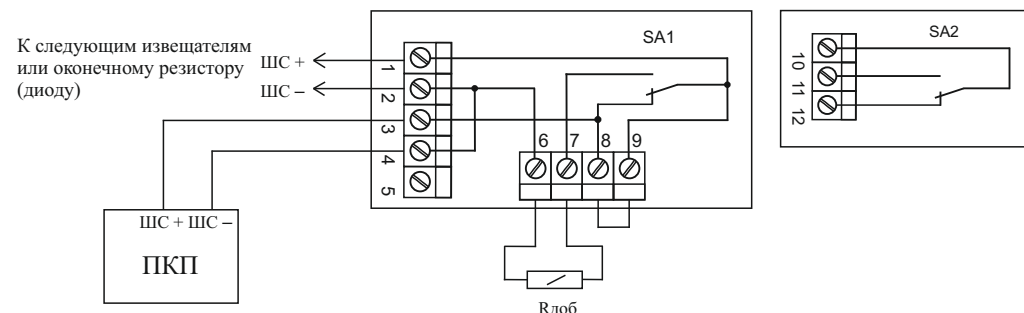 К следующим извещателям
или оконечному резистору
(диоду)
ШС +
ШС –
1
2
3
4
5
SA1
6 7 8 9
SA2
10
11
12
ШС + ШС –
ПКП
Rдоб